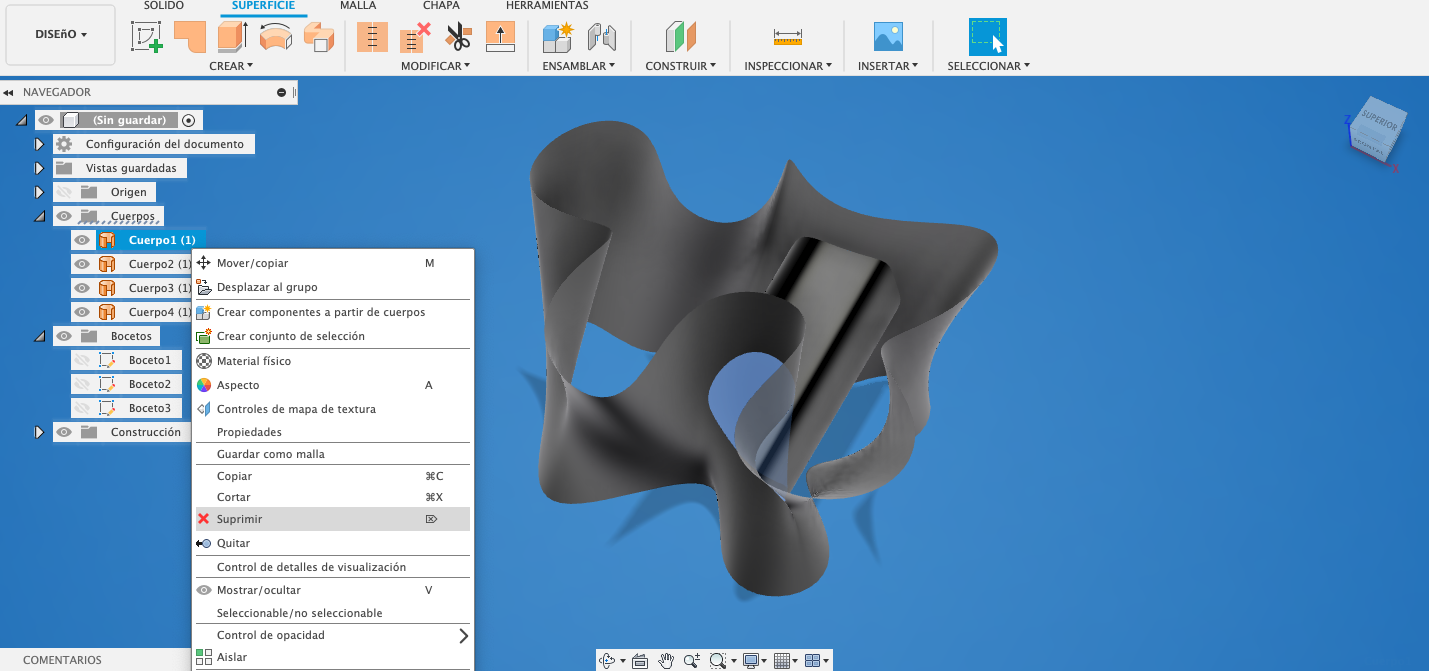 SÓLIDO SUPERFICIE MALLA CHAPA HERRAMIENTAS
DISEñO
CREAR MODIFICAR ENSAMBLAR CONSTRUIR INSPECCIONAR INSERTAR SELECCIONAR
NAVEGADOR
(Sin guardar)
Configuración del documento
Vistas guardadas
Origen
Cuerpos
Cuerpo1 (1)
Cuerpo2 (1)
Cuerpo3 (1)
Cuerpo4 (1)
Bocetos
Boceto1
Boceto2
Boceto3
Construcción
Mover/copiar M
Desplazar al grupo
Crear componentes a partir de cuerpos
Crear conjunto de selección
Material físico
Aspecto A
Controles de mapa de textura
Propiedades
Guardar como malla
Copiar ⌘C
Cortar ⌘X
Suprimir ⌦
Quitar
Control de detalles de visualización
Mostrar/ocultar V
Seleccionable/no seleccionable
Control de opacidad
Aislar
COMENTARIOS
SUPERIOR
Z
X